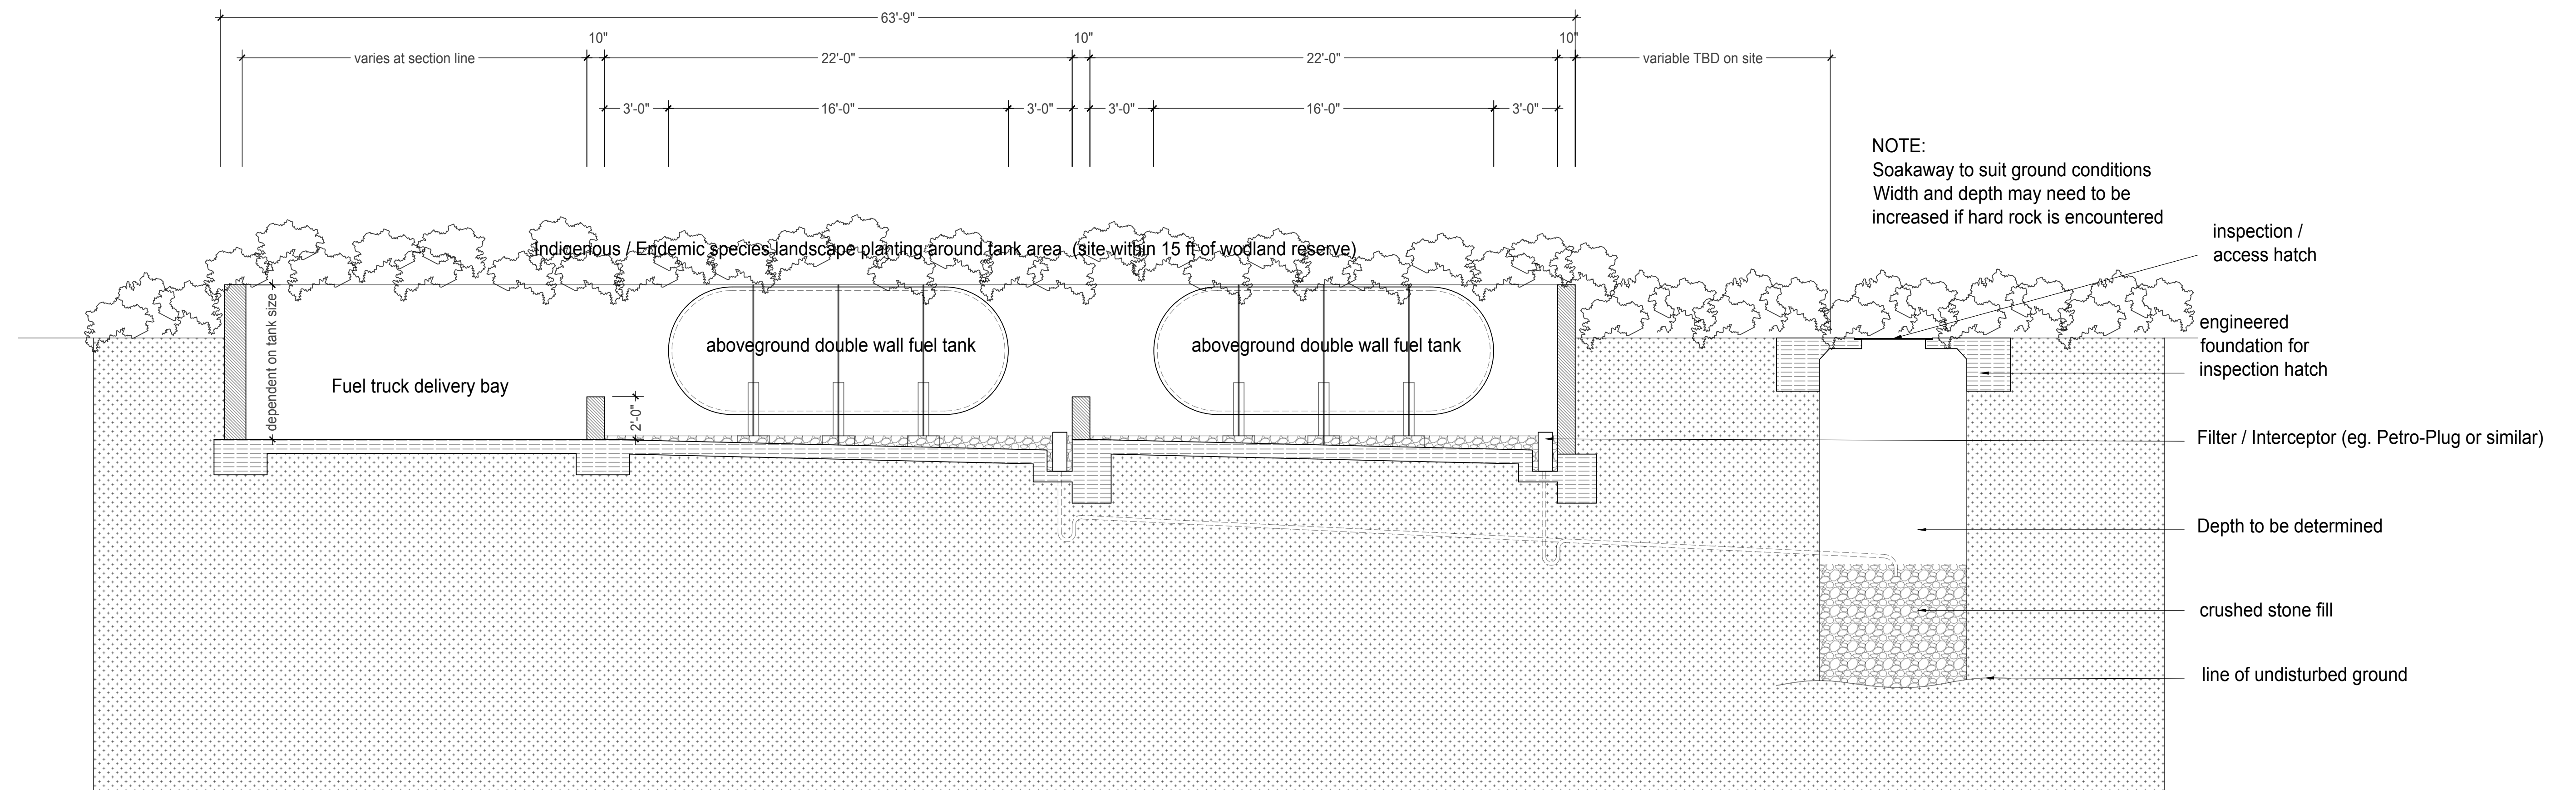 63'-9"
10"
10"
10"
varies at section line
22'-0"
22'-0"
variable TBD on site
3'-0"
16'-0"
3'-0"
3'-0"
16'-0"
3'-0"
NOTE:
Soakaway to suit ground conditions
Width and depth may need to be
increased if hard rock is encountered
inspection /
access hatch
Indigenous / Endemic species landscape planting around tank area (site within 15 ft of wodland reserve)
dependent on tank size
Fuel truck delivery bay
2'-0"
aboveground double wall fuel tank
aboveground double wall fuel tank
engineered
foundation for
inspection hatch
Filter / Interceptor (eg. Petro-Plug or similar)
Depth to be determined
crushed stone fill
line of undisturbed ground